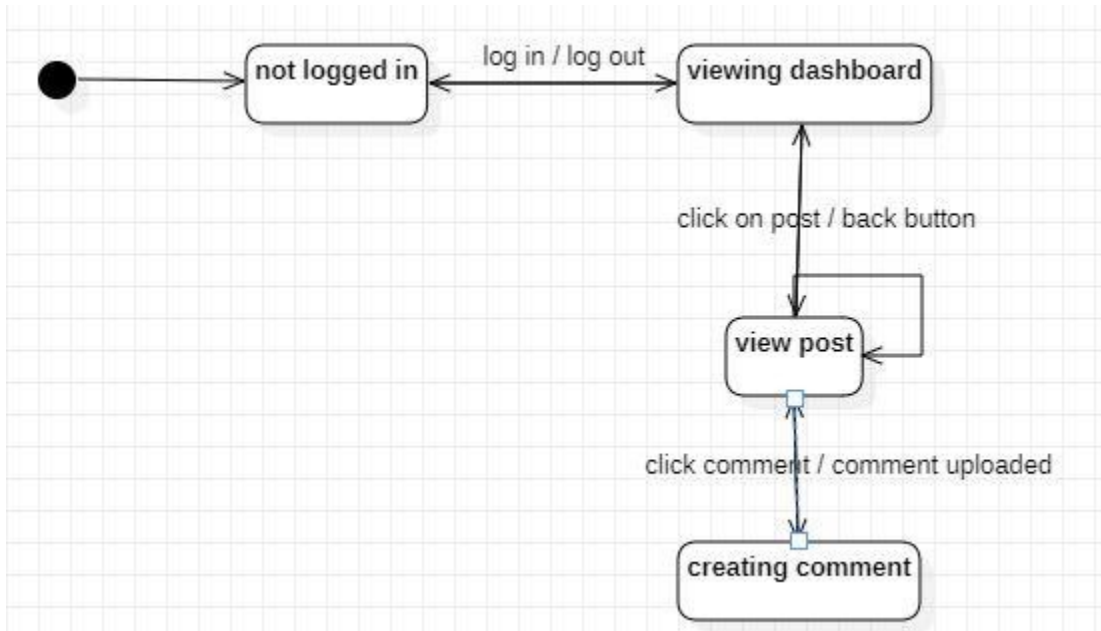 log in / log out
not logged in
viewing dashboard
click on post / back button
view post
click comment / comment uploaded
creating comment